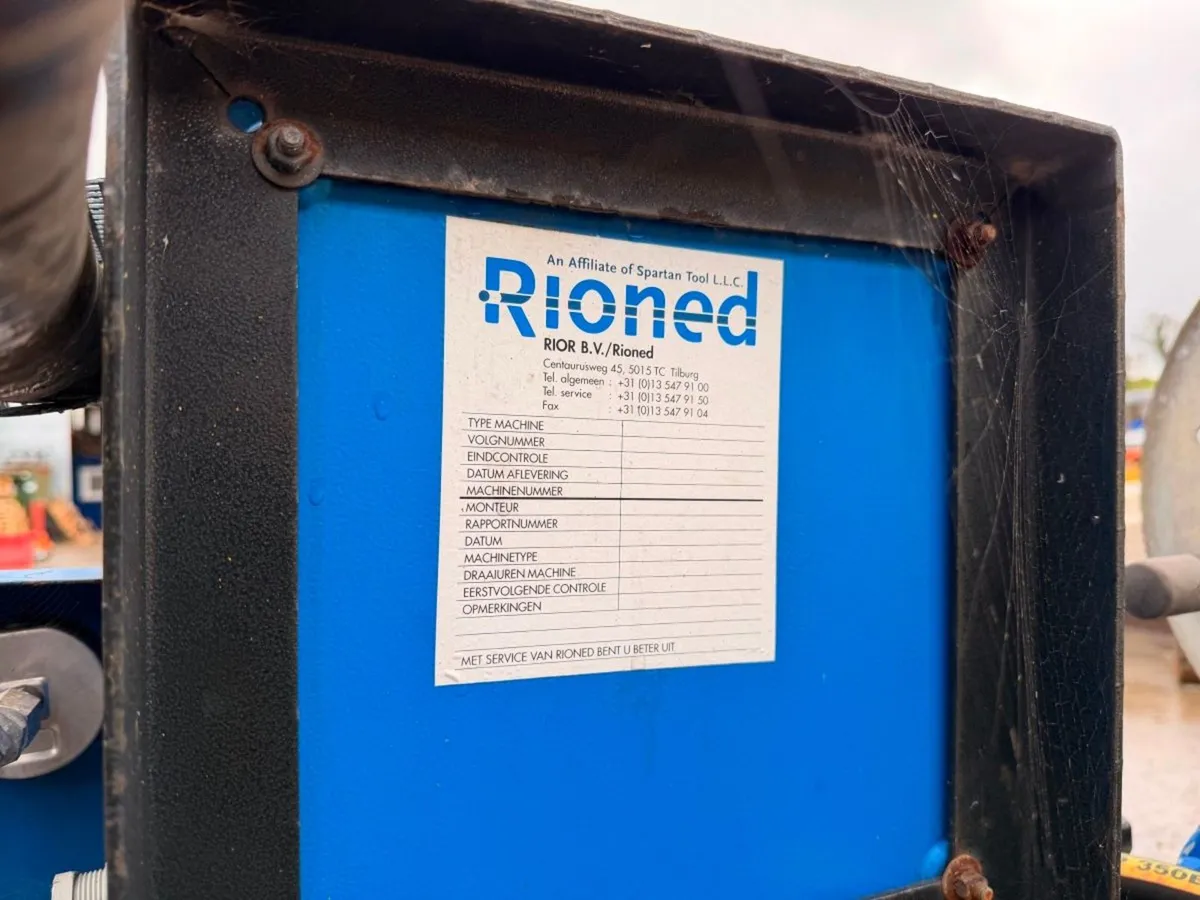 An Affiliate of Spartan Tool L.L.C.
Rioned
RIOR B.V./Rioned
Centaurusweg 45, 5015 TC Tilburg
Tel. algemeen : +31 (0)13 547 91 00
Tel. service : +31 (0)13 547 91 50
Fax : +31 (0)13 547 91 04
TYPE MACHINE
VOLGNUMMER
EINDCONTROLE
DATUM AFLEVERING
MACHINENUMMER
MONTEUR
RAPPORTNUMMER
DATUM
MACHINETYPE
DRAAIUREN MACHINE
EERSTVOLGENDE CONTROLE
OPMERKINGEN
MET SERVICE VAN RIONED BENT U BETER UIT